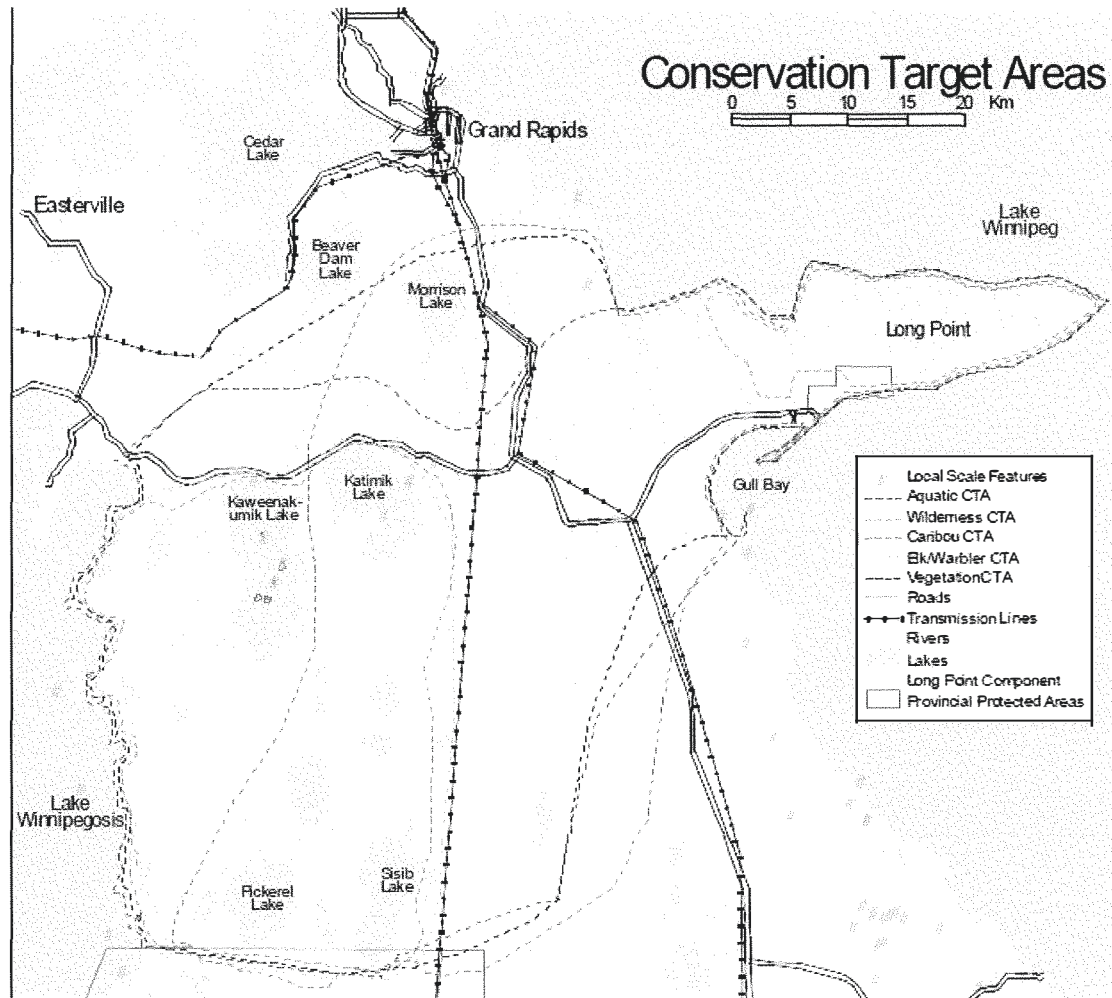 Conservation Target Areas
0 5 10 15 20 Km
Grand Rapids
Cedar
Lake
Easterville
Lake
Winnipeg
Beaver
Dam
Lake
Morrison
Lake
Long Point
Katimik
Lake
Kaweenak-
umik Lake
Gull Bay
Local Scale Features
Aquatic CTA
Wilderness CTA
Caribou CTA
Elk/Warbler CTA
VegetationCTA
Roads
Transmission Lines
Rivers
Lakes
Long Point Component
Provincial Protected Areas
Lake
Winnipegosis
Sisib
Lake
Pickerel
Lake